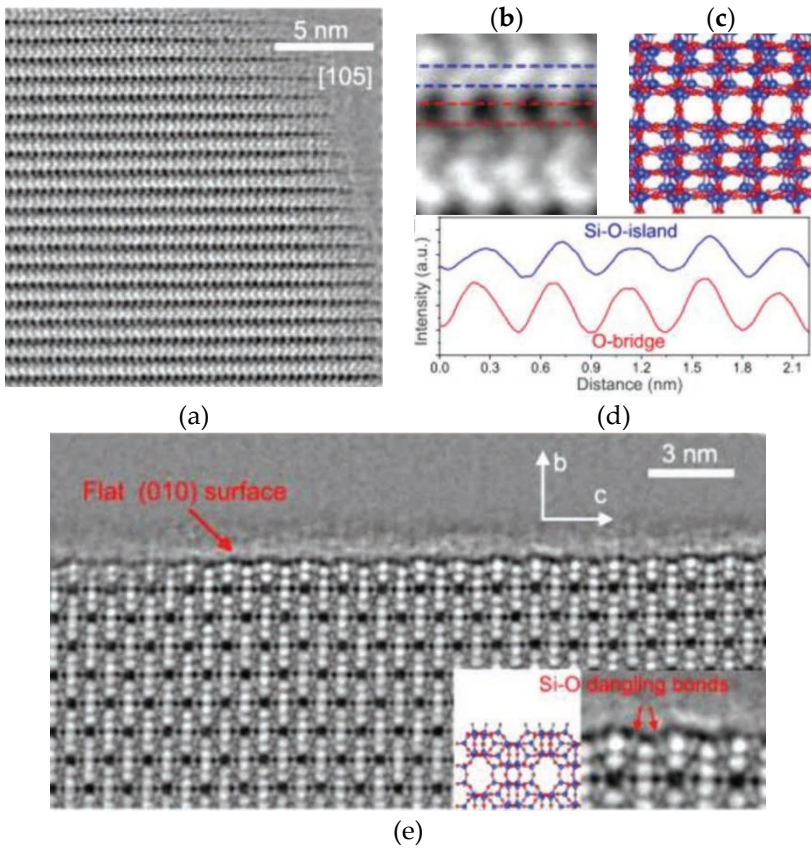 5 nm
[105]
(b)
(c)
Si-O-island
O-bridge
Intensity (a.u.)
0.0 0.3 0.6 0.9 1.2 1.5 1.8 2.1
Distance (nm)
(a)
(d)
Flat (010) surface
b
c
3 nm
Si-O dangling bonds
(e)